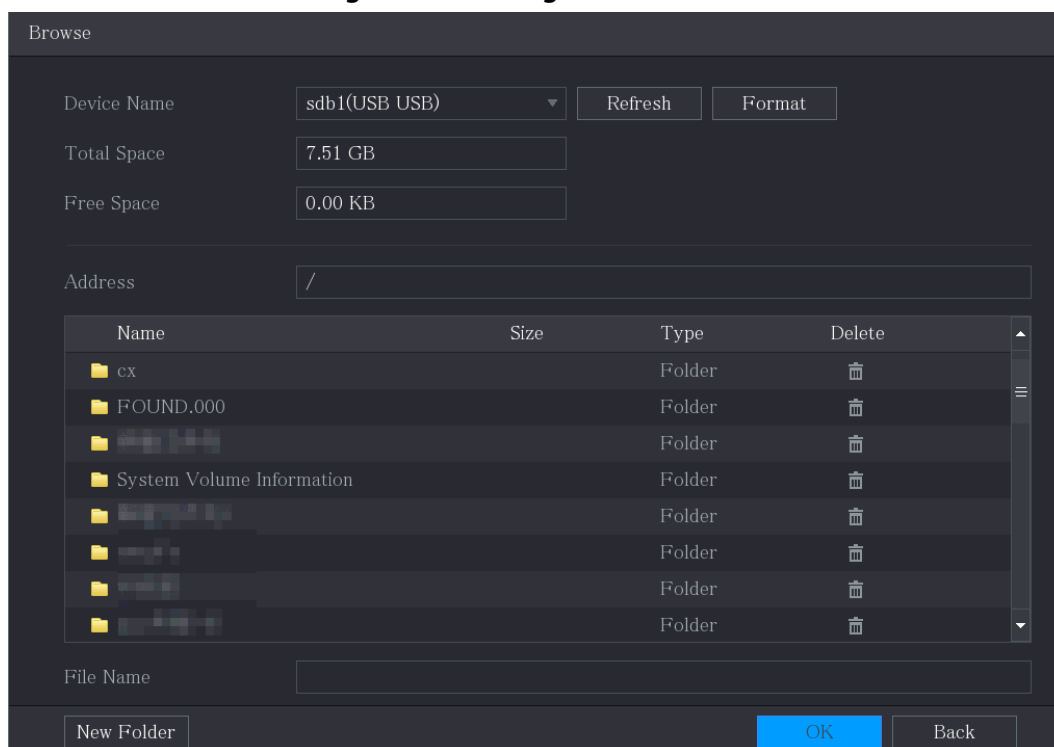 Browse
Device Name sdb1(USB USB) Refresh Format
Total Space 7.51 GB
Free Space 0.00 KB
Address /
Name Size Type Delete
cx Folder
FOUND.000 Folder
Folder
System Volume Information Folder
Folder
Folder
Folder
Folder
File Name
New Folder OK Back